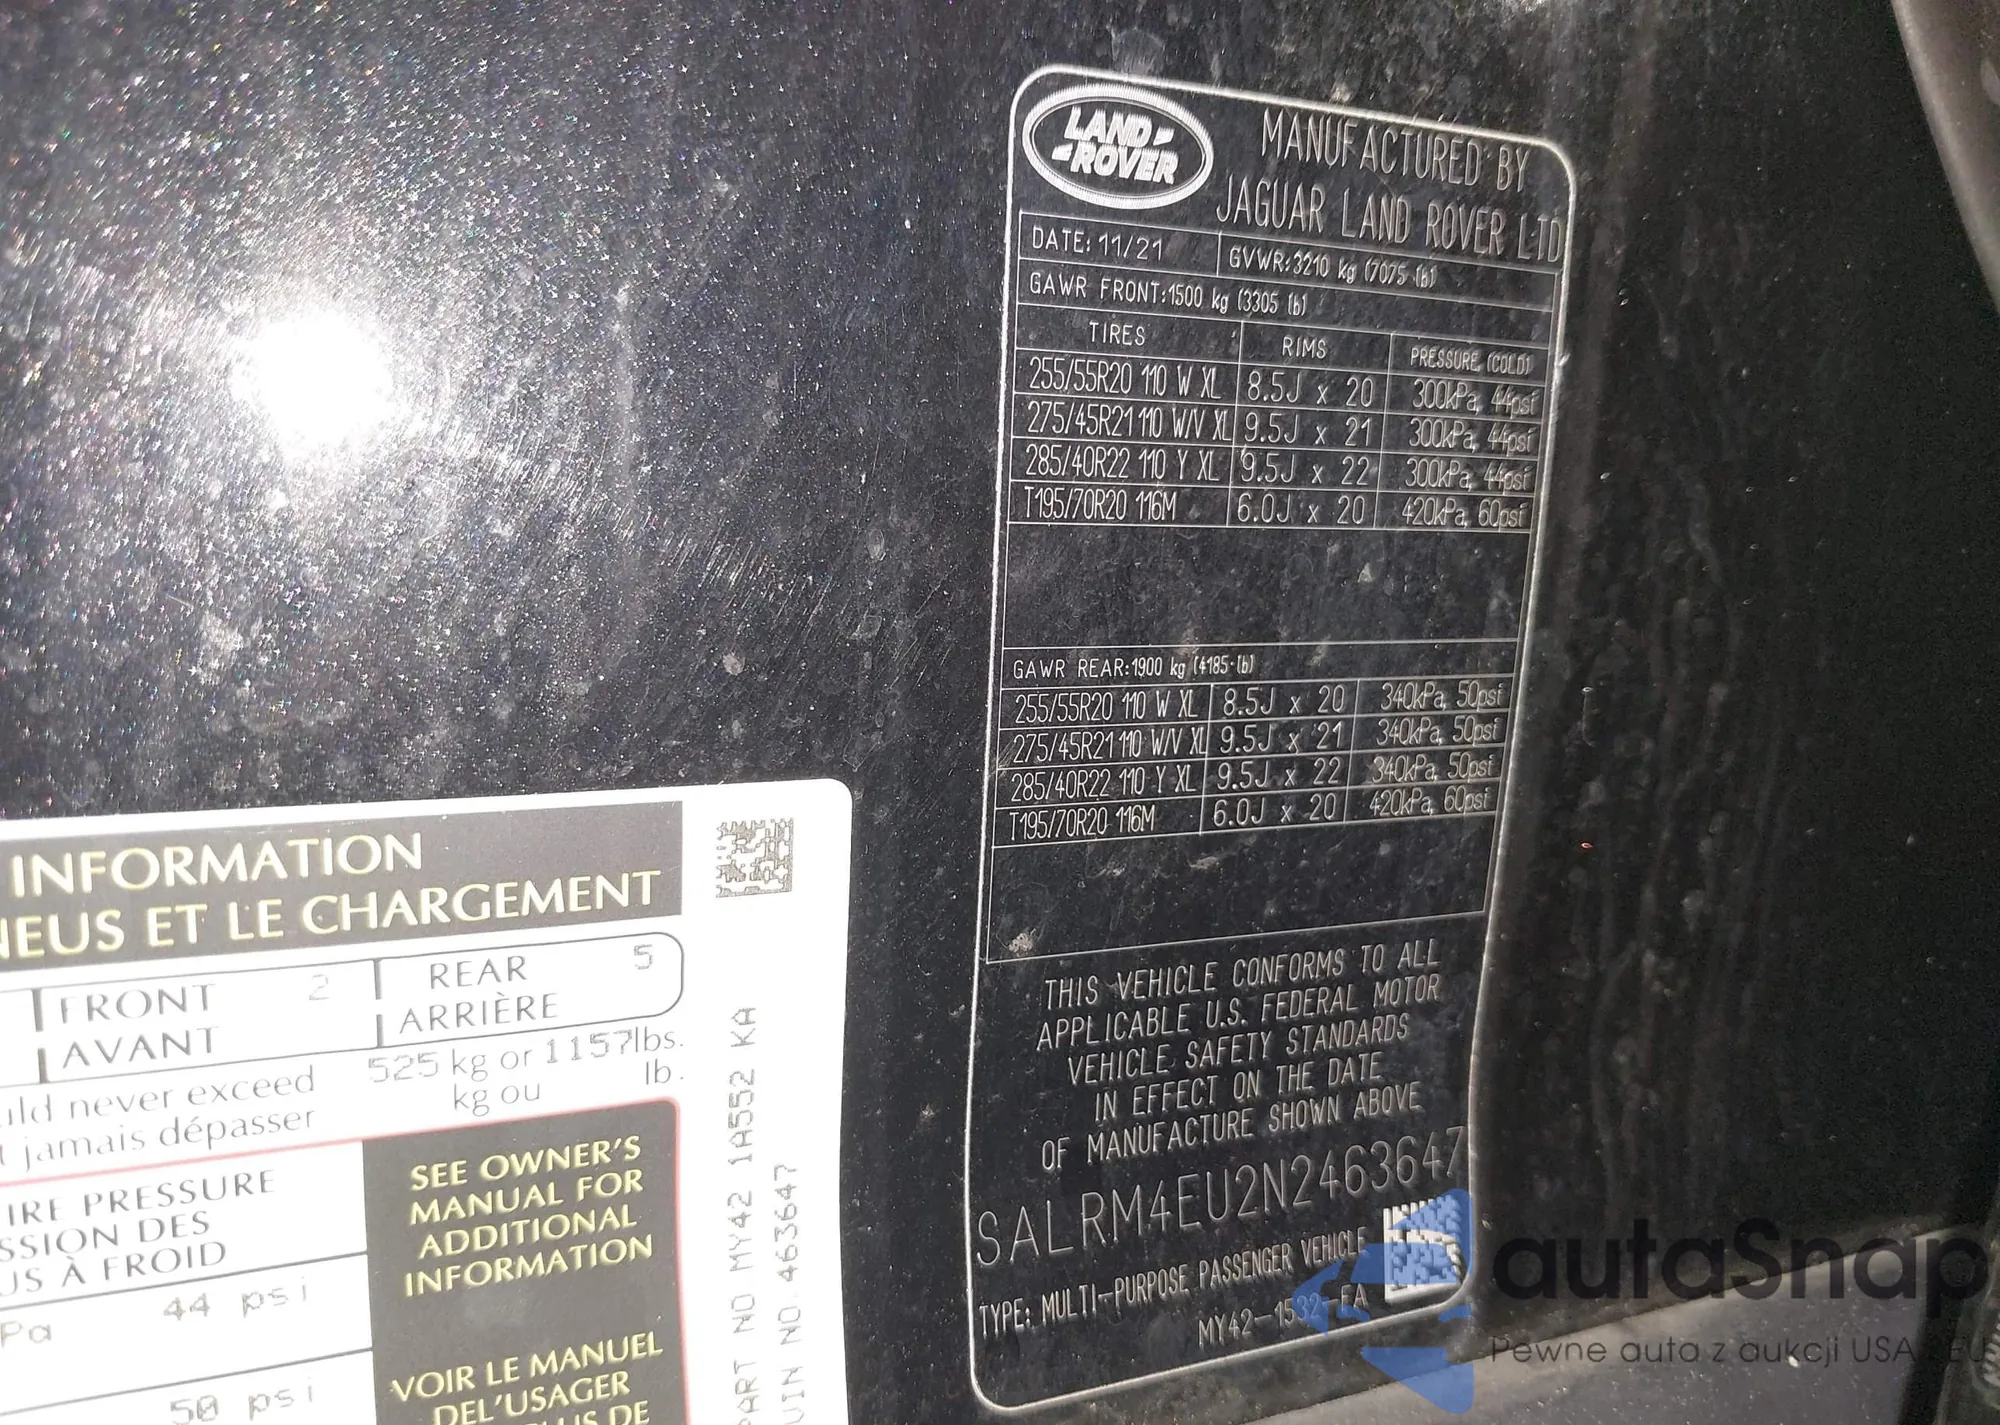 LAND ROVER
MANUFACTURED BY
JAGUAR LAND ROVER LTD
DATE: 11/21 GVWR: 3210 kg (7075 lb)
GAWR FRONT: 1500 kg (3305 lb)
TIRES RIMS PRESSURE (COLD)
255/55R20 110 W XL 8.5J x 20 300kPa, 44psi
275/45R21 110 W/V XL 9.5J x 21 300kPa, 44psi
285/40R22 110 Y XL 9.5J x 22 300kPa, 44psi
T195/70R20 116M 6.0J x 20 420kPa, 60psi
GAWR REAR: 1900 kg (4185 lb)
255/55R20 110 W XL 8.5J x 20 340kPa, 50psi
275/45R21 110 W/V XL 9.5J x 21 340kPa, 50psi
285/40R22 110 Y XL 9.5J x 22 340kPa, 50psi
T195/70R20 116M 6.0J x 20 420kPa, 60psi
THIS VEHICLE CONFORMS TO ALL
APPLICABLE U.S. FEDERAL MOTOR
VEHICLE SAFETY STANDARDS
IN EFFECT ON THE DATE
OF MANUFACTURE SHOWN ABOVE
SALRM4EU2N2463647
TYPE: MULTI-PURPOSE PASSENGER VEHICLE
INFORMATION
NEUS ET LE CHARGEMENT
FRONT 2 REAR 5
AVANT ARRIÈRE
uld never exceed 525 kg or 1157lbs.
t jamais dépasser kg ou lb.
IRE PRESSURE
SSION DES
US À FROID
44 psi
Pa
50 psi
SEE OWNER'S
MANUAL FOR
ADDITIONAL
INFORMATION
VOIR LE MANUEL
DEL'USAGER
PLUS DE
PART NO.MY42 1A552 KA
VIN NO.463647
autaSnap
Pewne auta z aukcji USA EU